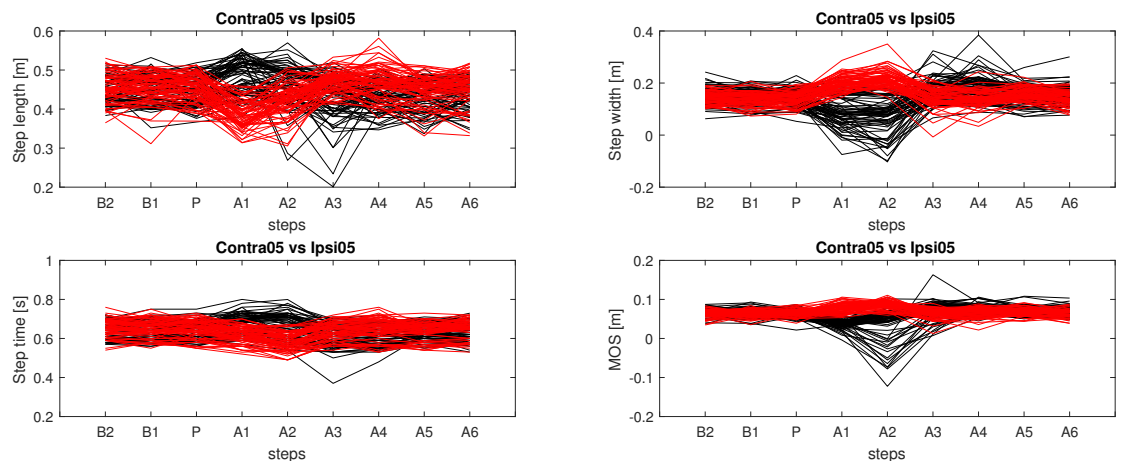 Contra05 vs Ipsi05
Step length [m]
0.6
0.5
0.4
0.3
0.2
B2 B1 P A1 A2 A3 A4 A5 A6
steps
Contra05 vs Ipsi05
Step width [m]
0.4
0.2
0
-0.2
B2 B1 P A1 A2 A3 A4 A5 A6
steps
Contra05 vs Ipsi05
Step time [s]
1
0.8
0.6
0.4
0.2
B2 B1 P A1 A2 A3 A4 A5 A6
steps
Contra05 vs Ipsi05
MOS [m]
0.2
0.1
0
-0.1
-0.2
B2 B1 P A1 A2 A3 A4 A5 A6
steps